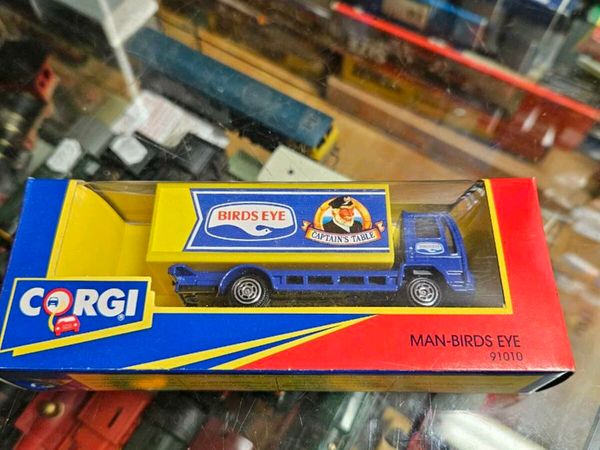 BIRDS EYE
CAPTAIN'S TABLE
CORGI
®
MAN-BIRDS EYE
91010